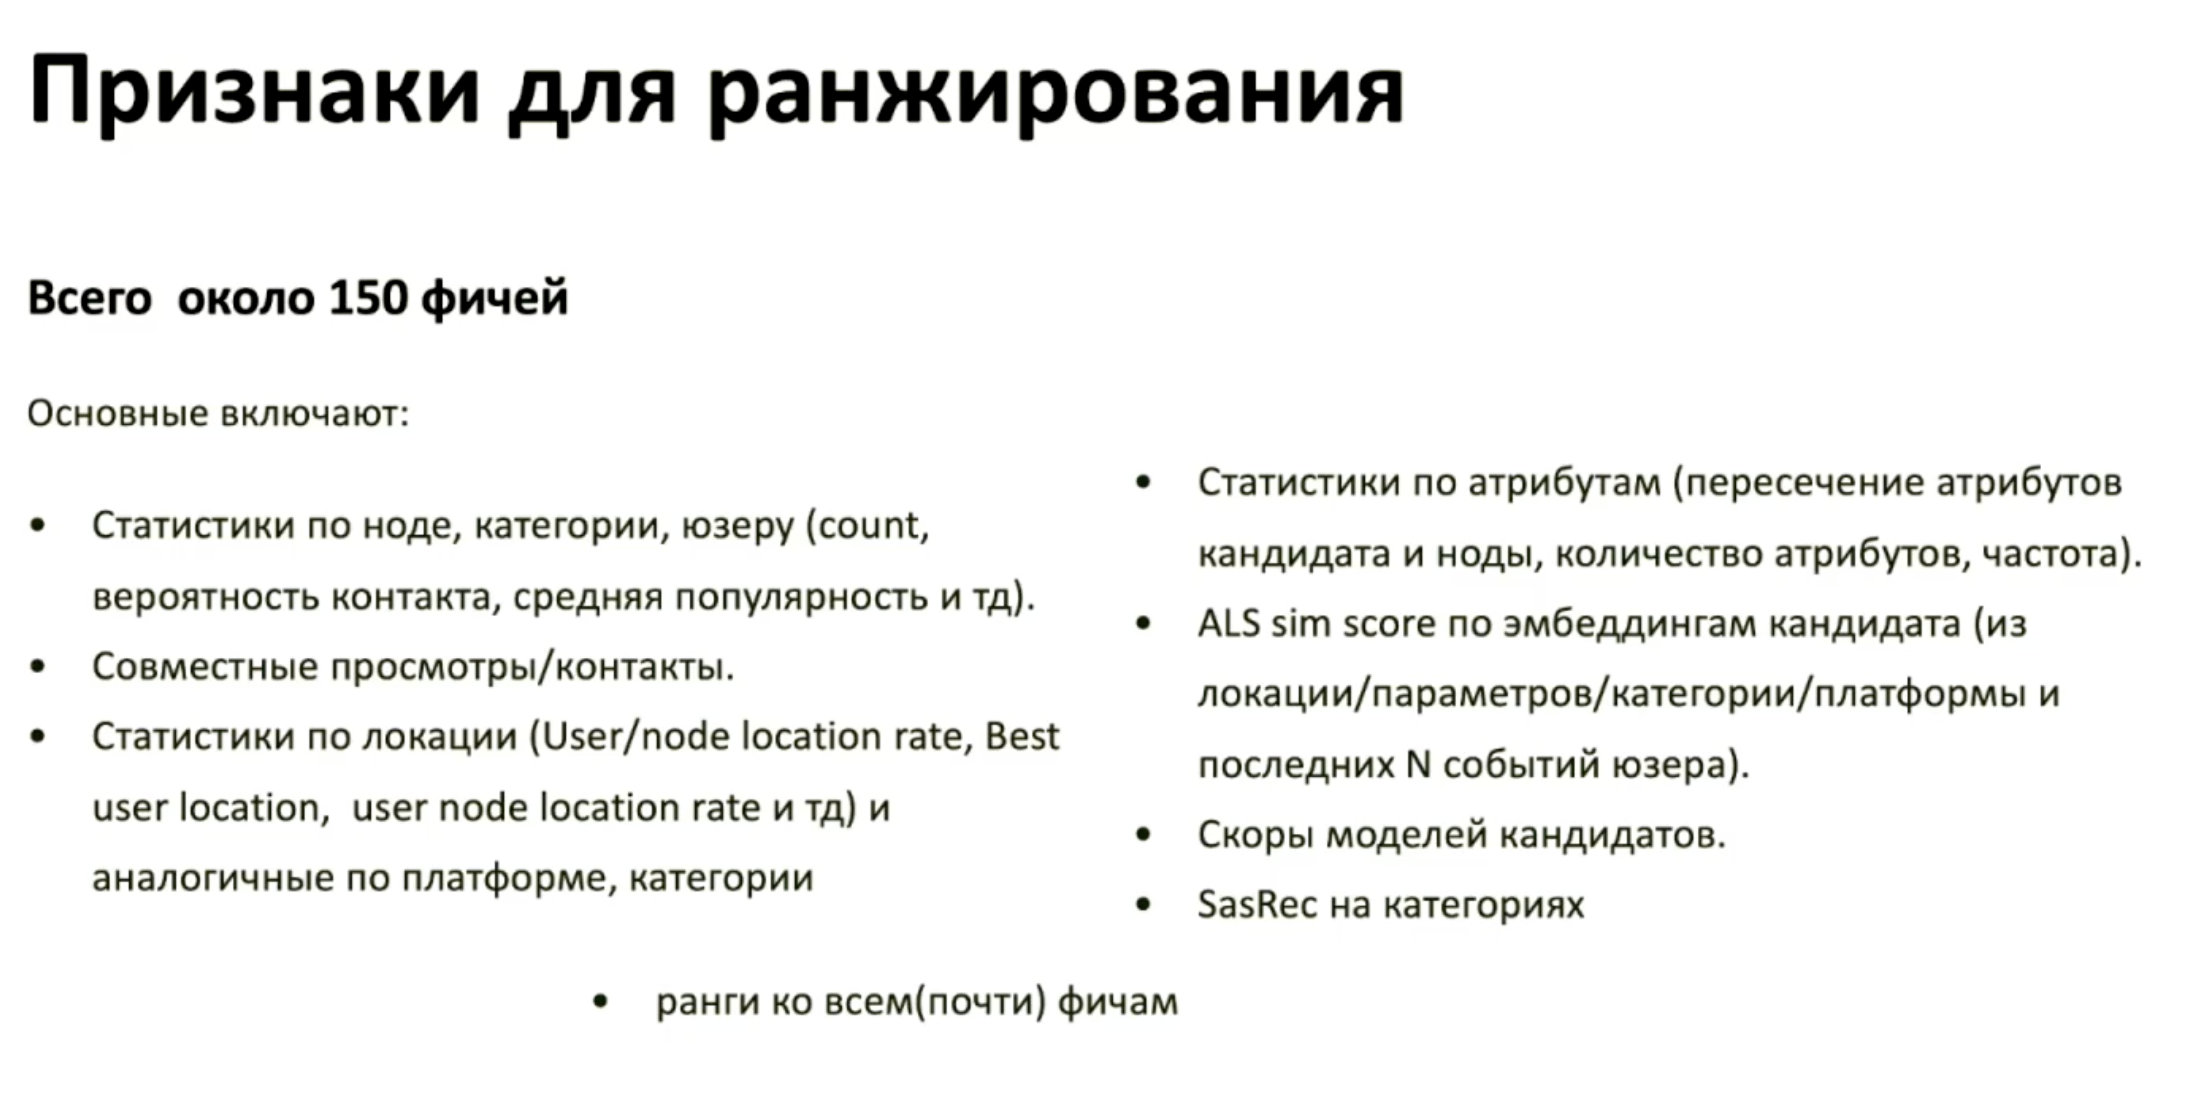 Признаки для ранжирования
Всего  около 150 фичей
Основные включают:
• Статистики по ноде, категории, юзеру (count,
вероятность контакта, средняя популярность и тд).
• Совместные просмотры/контакты.
• Статистики по локации (User/node location rate, Best
user location,  user node location rate и тд) и
аналогичные по платформе, категории
• Статистики по атрибутам (пересечение атрибутов
кандидата и ноды, количество атрибутов, частота).
• ALS sim score по эмбеддингам кандидата (из
локации/параметров/категории/платформы и
последних N событий юзера).
• Скоры моделей кандидатов.
• SasRec на категориях
• ранги ко всем(почти) фичам